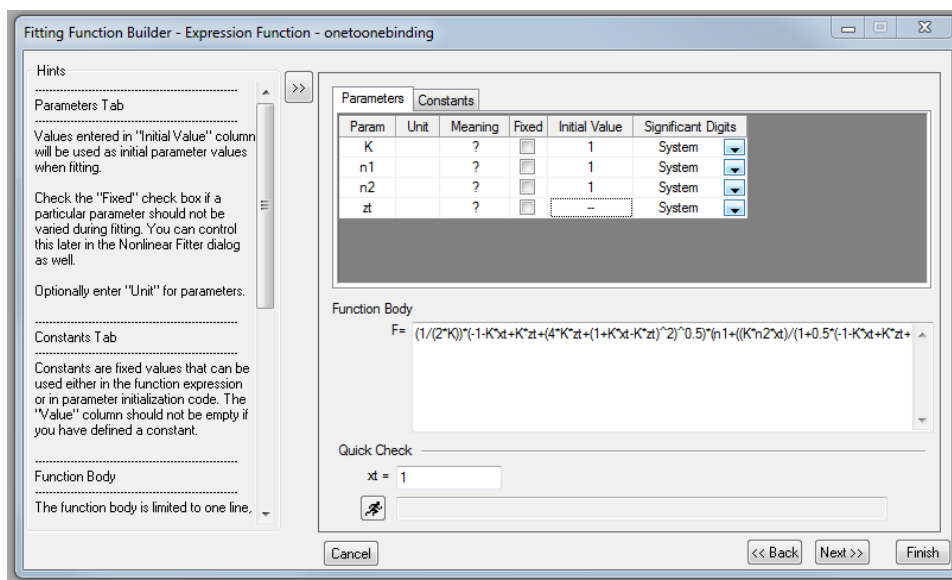 Fitting Function Builder - Expression Function - onetoonebinding
Hints
Parameters Tab
Values entered in "Initial Value" column
will be used as initial parameter values
when fitting.
Check the "Fixed" check box if a
particular parameter should not be
varied during fitting. You can control
this later in the Nonlinear Fitter dialog
as well.
Optionally enter "Unit" for parameters.
Constants Tab
Constants are fixed values that can be
used either in the function expression
or in parameter initialization code. The
"Value" column should not be empty if
you have defined a constant.
Function Body
The function body is limited to one line,
>>
Parameters Constants
Param Unit Meaning Fixed Initial Value Significant Digits
K ? 1 System
n1 ? 1 System
n2 ? 1 System
zt ? -- System
Function Body
F= (1/(2*K))*(-1-K*xt+K*zt+(4*K*zt+(1+K*xt-K*zt)^2)^0.5)*(n1+((K*n2*xt)/(1+0.5*(-1-K*xt+K*zt+
Quick Check
xt = 1
Cancel << Back Next >> Finish